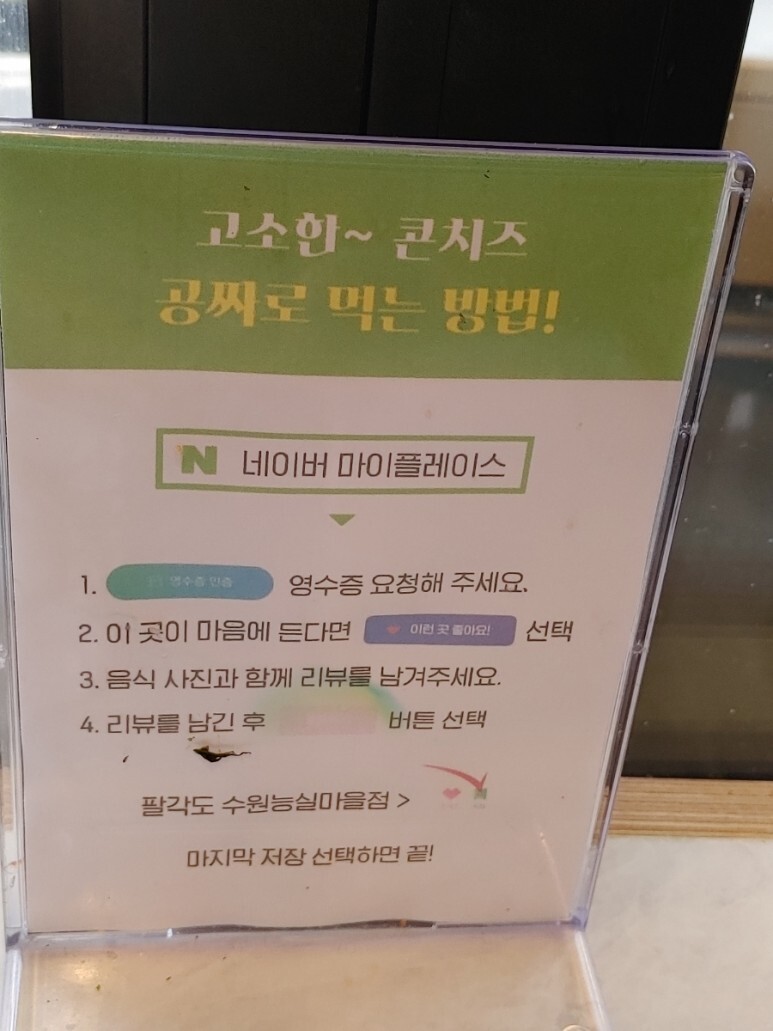 고소한~ 콘치즈
공짜로 먹는 방법!
N 네이버 마이플레이스
1. 영수증 인증 영수증 요청해 주세요.
2. 이 곳이 마음에 든다면 이런 곳 좋아요! 선택
3. 음식 사진과 함께 리뷰를 남겨주세요.
4. 리뷰를 남긴 후 버튼 선택
팔각도 수원능실마을점 >
마지막 저장 선택하면 끝!